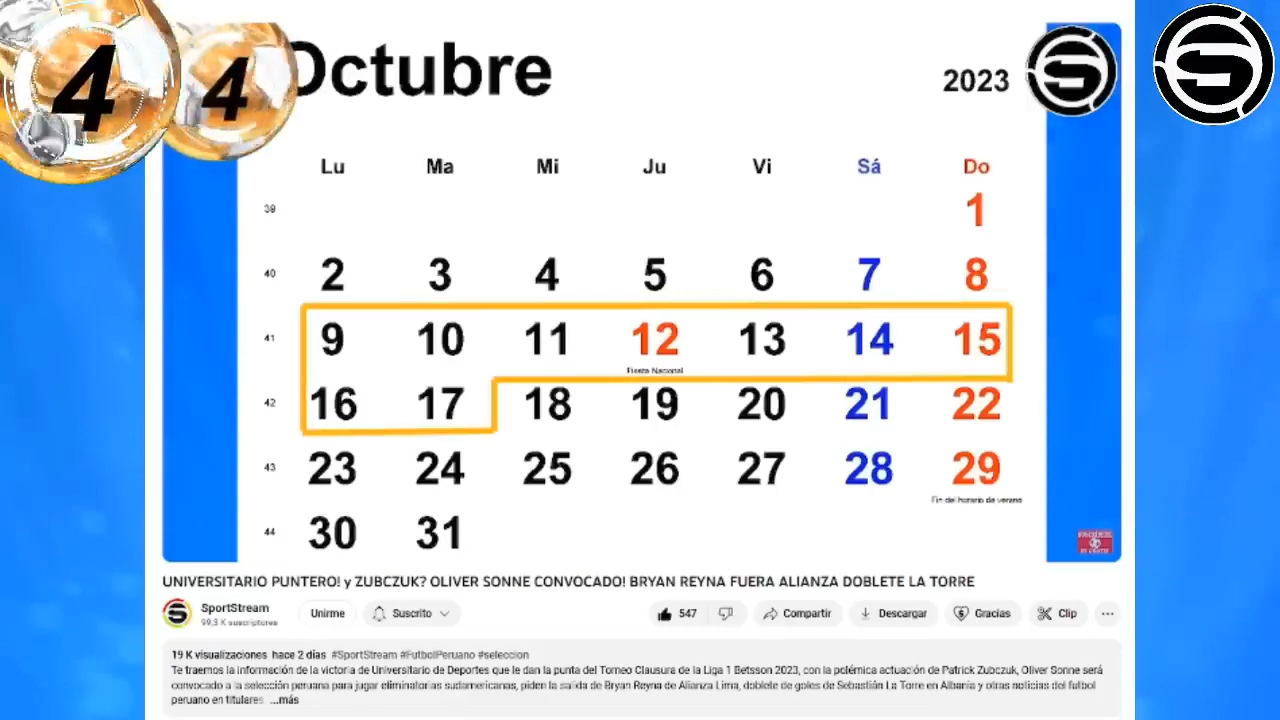 4
4
Octubre
2023
S
S
Lu Ma Mi Ju Vi Sá Do
39 1
40 2 3 4 5 6 7 8
41 9 10 11 12 13 14 15
Fiesta Nacional
42 16 17 18 19 20 21 22
43 23 24 25 26 27 28 29
Fin del horario de verano
44 30 31
UNIVERSITARIO PUNTERO! y ZUBCZUK? OLIVER SONNE CONVOCADO! BRYAN REYNA FUERA ALIANZA DOBLETE LA TORRE
SportStream
99,3 K suscriptores
Unirme
Suscrito
547
Compartir
Descargar
Gracias
Clip
...
19 K visualizaciones hace 2 días #SportStream #FutbolPeruano #seleccion
Te traemos la información de la victoria de Universitario de Deportes que le dan la punta del Torneo Clausura de la Liga 1 Betsson 2023, con la polémica actuación de Patrick Zubczuk, Oliver Sonne será
convocado a la selección peruana para jugar eliminatorias sudamericanas, piden la salida de Bryan Reyna de Alianza Lima, doblete de goles de Sebastián La Torre en Albania y otras noticias del futbol
peruano en titulares. ...más